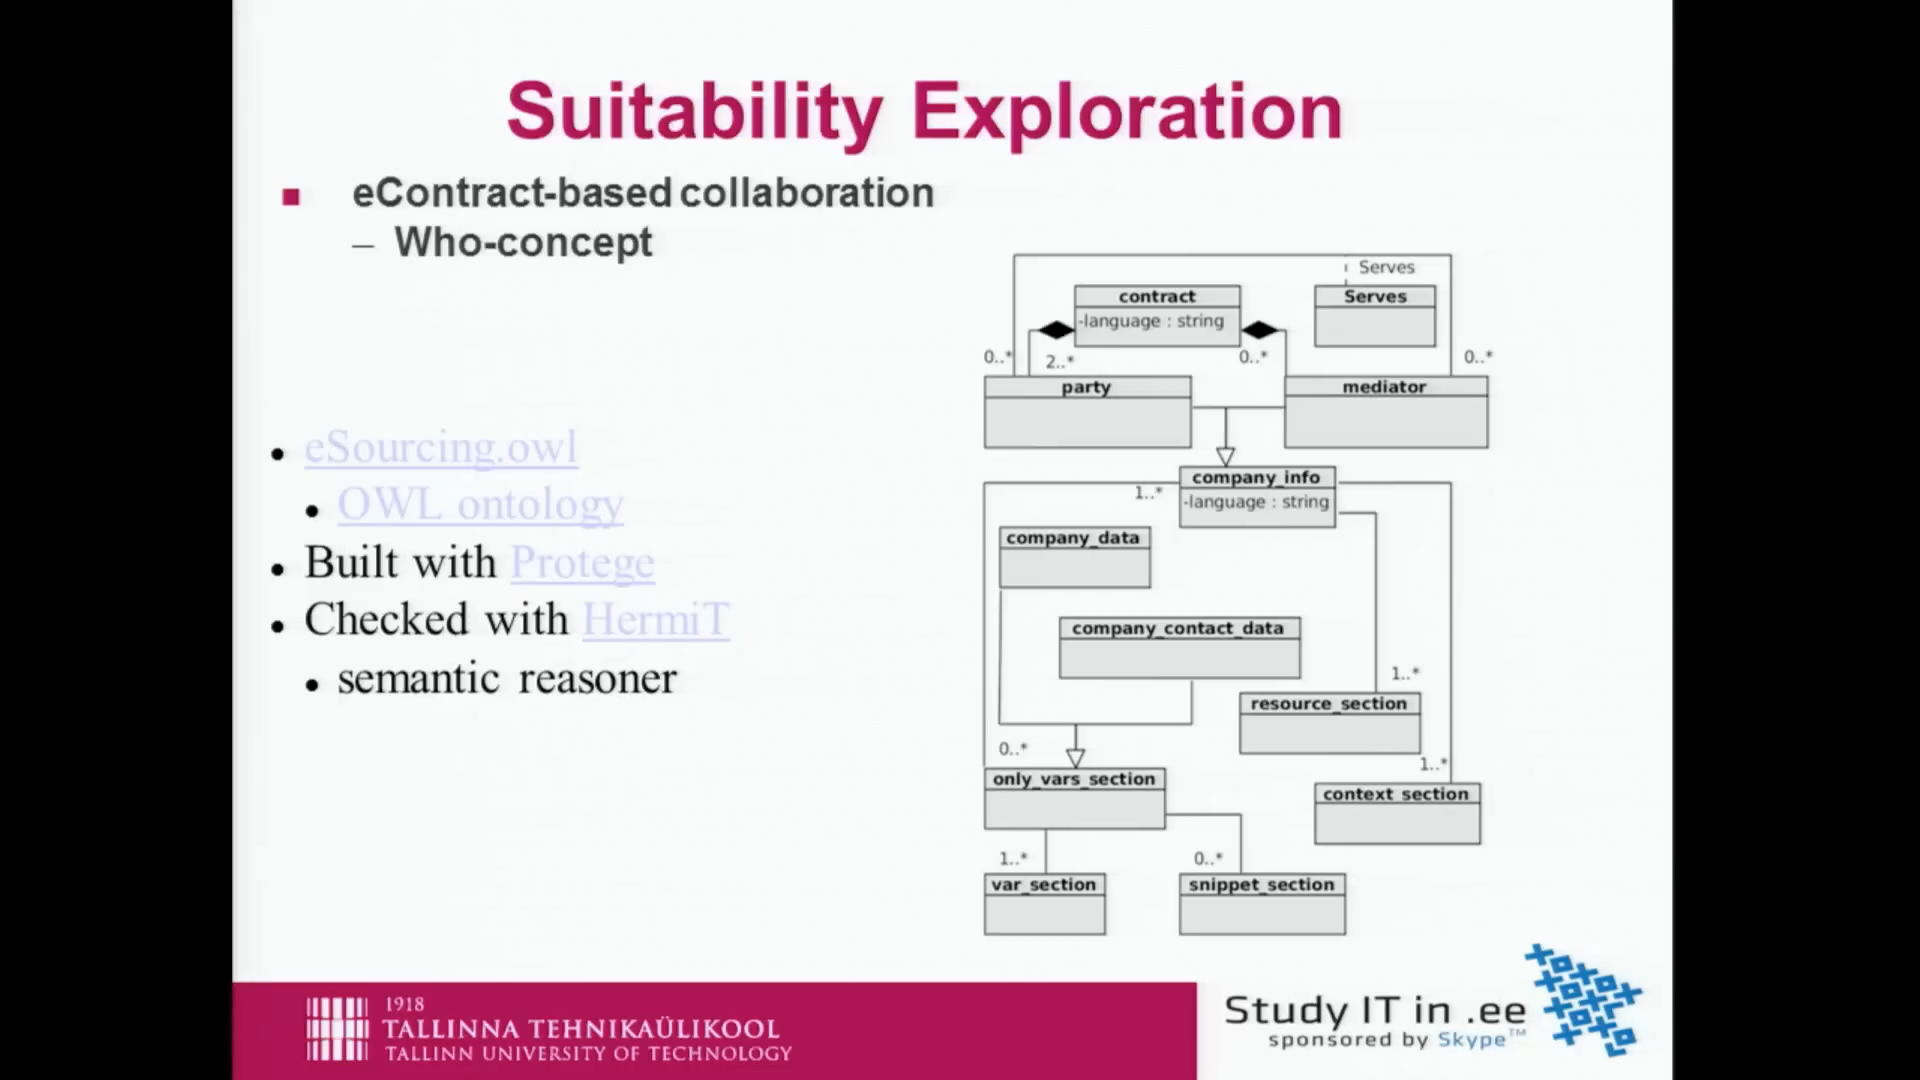 Suitability Exploration
eContract-based collaboration
– Who-concept
eSourcing.owl
OWL ontology
Built with Protege
Checked with HermiT
semantic reasoner
Serves
contract
Serves
-language : string
0..*
2..*
0..*
0..*
party
mediator
company_info
1..*
-language : string
company_data
company_contact_data
1..*
resource_section
0..*
1..*
only_vars_section
context_section
1..*
0..*
var_section
snippet_section
1918
TALLINNA TEHNIKAÜLIKOOL
TALLINN UNIVERSITY OF TECHNOLOGY
Study IT in .ee
sponsored by Skype™